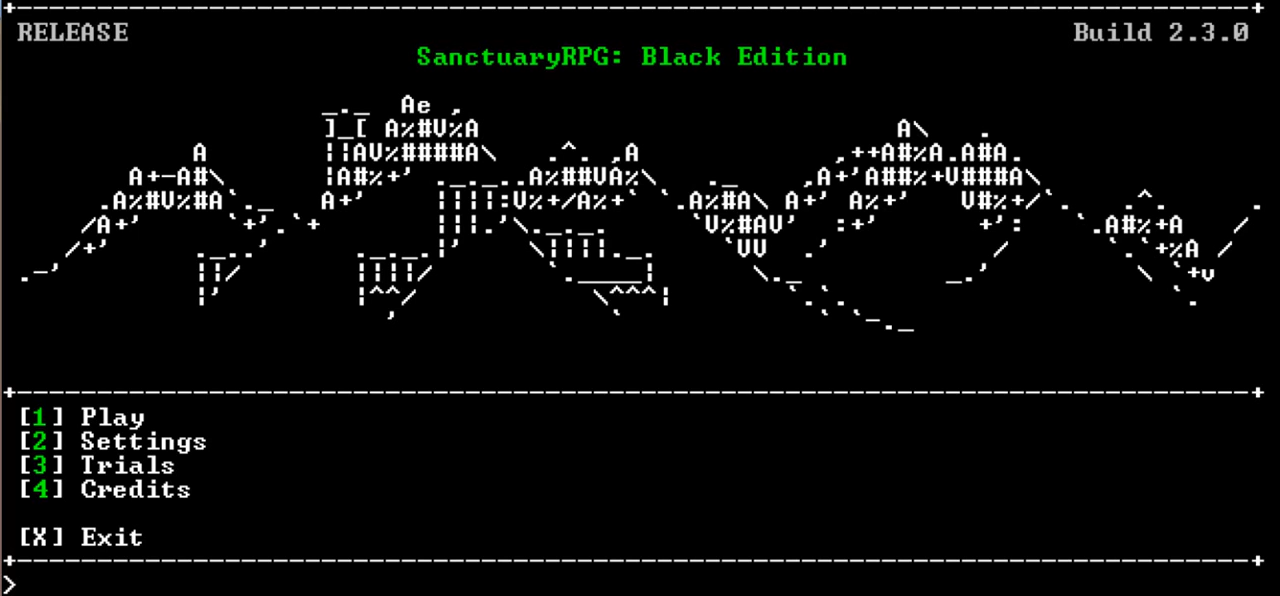 RELEASE
Build 2.3.0
SanctuaryRPG: Black Edition
[1] Play
[2] Settings
[3] Trials
[4] Credits
[X] Exit
>